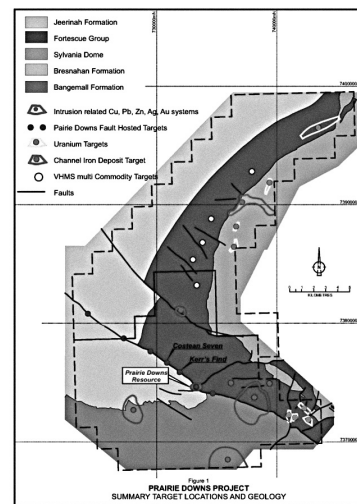 Jeerinah Formation
Fortescue Group
Sylvania Dome
Bresnahan Formation
Bangemall Formation
Intrusion related Cu, Pb, Zn, Ag, Au systems
Pairie Downs Fault Hosted Targets
Uranium Targets
Channel Iron Deposit Target
VHMS multi Commodity Targets
Faults
N
KILOMETRES
Costean Seven
Kerr's Find
Prairie Downs
Resource
Figure 1
PRAIRIE DOWNS PROJECT
SUMMARY TARGET LOCATIONS AND GEOLOGY